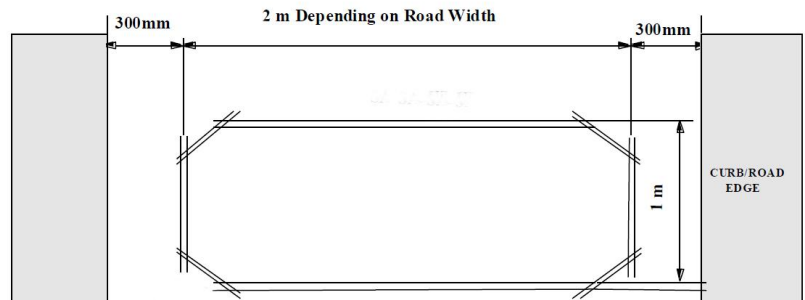 300mm
2 m Depending on Road Width
300mm
1 m
CURB/ROAD
EDGE